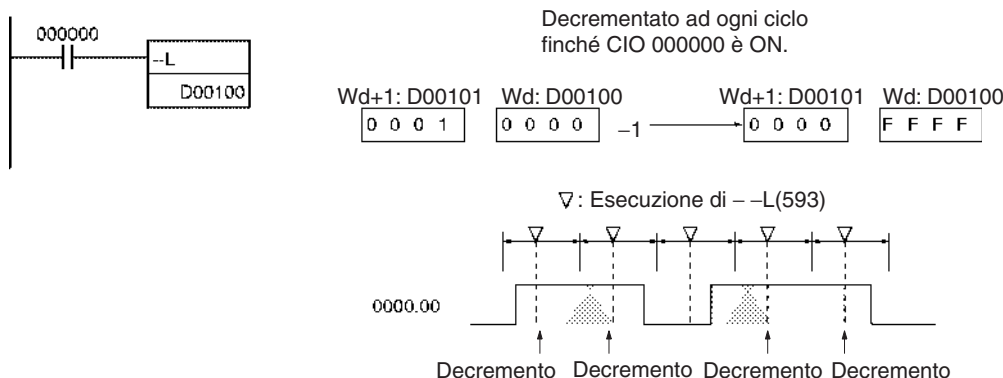 Decrementato ad ogni ciclo
finché CIO 000000 è ON.
000000
--L
D00100
Wd+1: D00101 Wd: D00100 Wd+1: D00101 Wd: D00100
0 0 0 1 0 0 0 0 –1 0 0 0 0 F F F F
: Esecuzione di – –L(593)
0000.00
Decremento Decremento Decremento Decremento